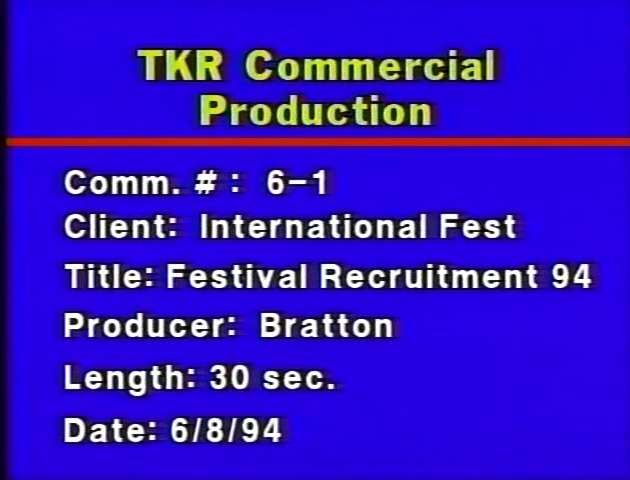 TKR Commercial
Production
Comm. # : 6-1
Client: International Fest
Title: Festival Recruitment 94
Producer: Bratton
Length: 30 sec.
Date: 6/8/94